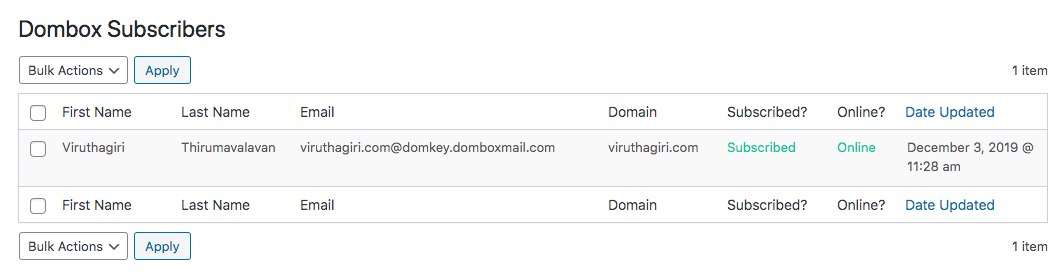 Dombox Subscribers
Bulk Actions Apply 1 item
First Name Last Name Email Domain Subscribed? Online? Date Updated
Viruthagiri Thirumavalavan viruthagiri.com@domkey.domboxmail.com viruthagiri.com Subscribed Online December 3, 2019 @
11:28 am
First Name Last Name Email Domain Subscribed? Online? Date Updated
Bulk Actions Apply 1 item